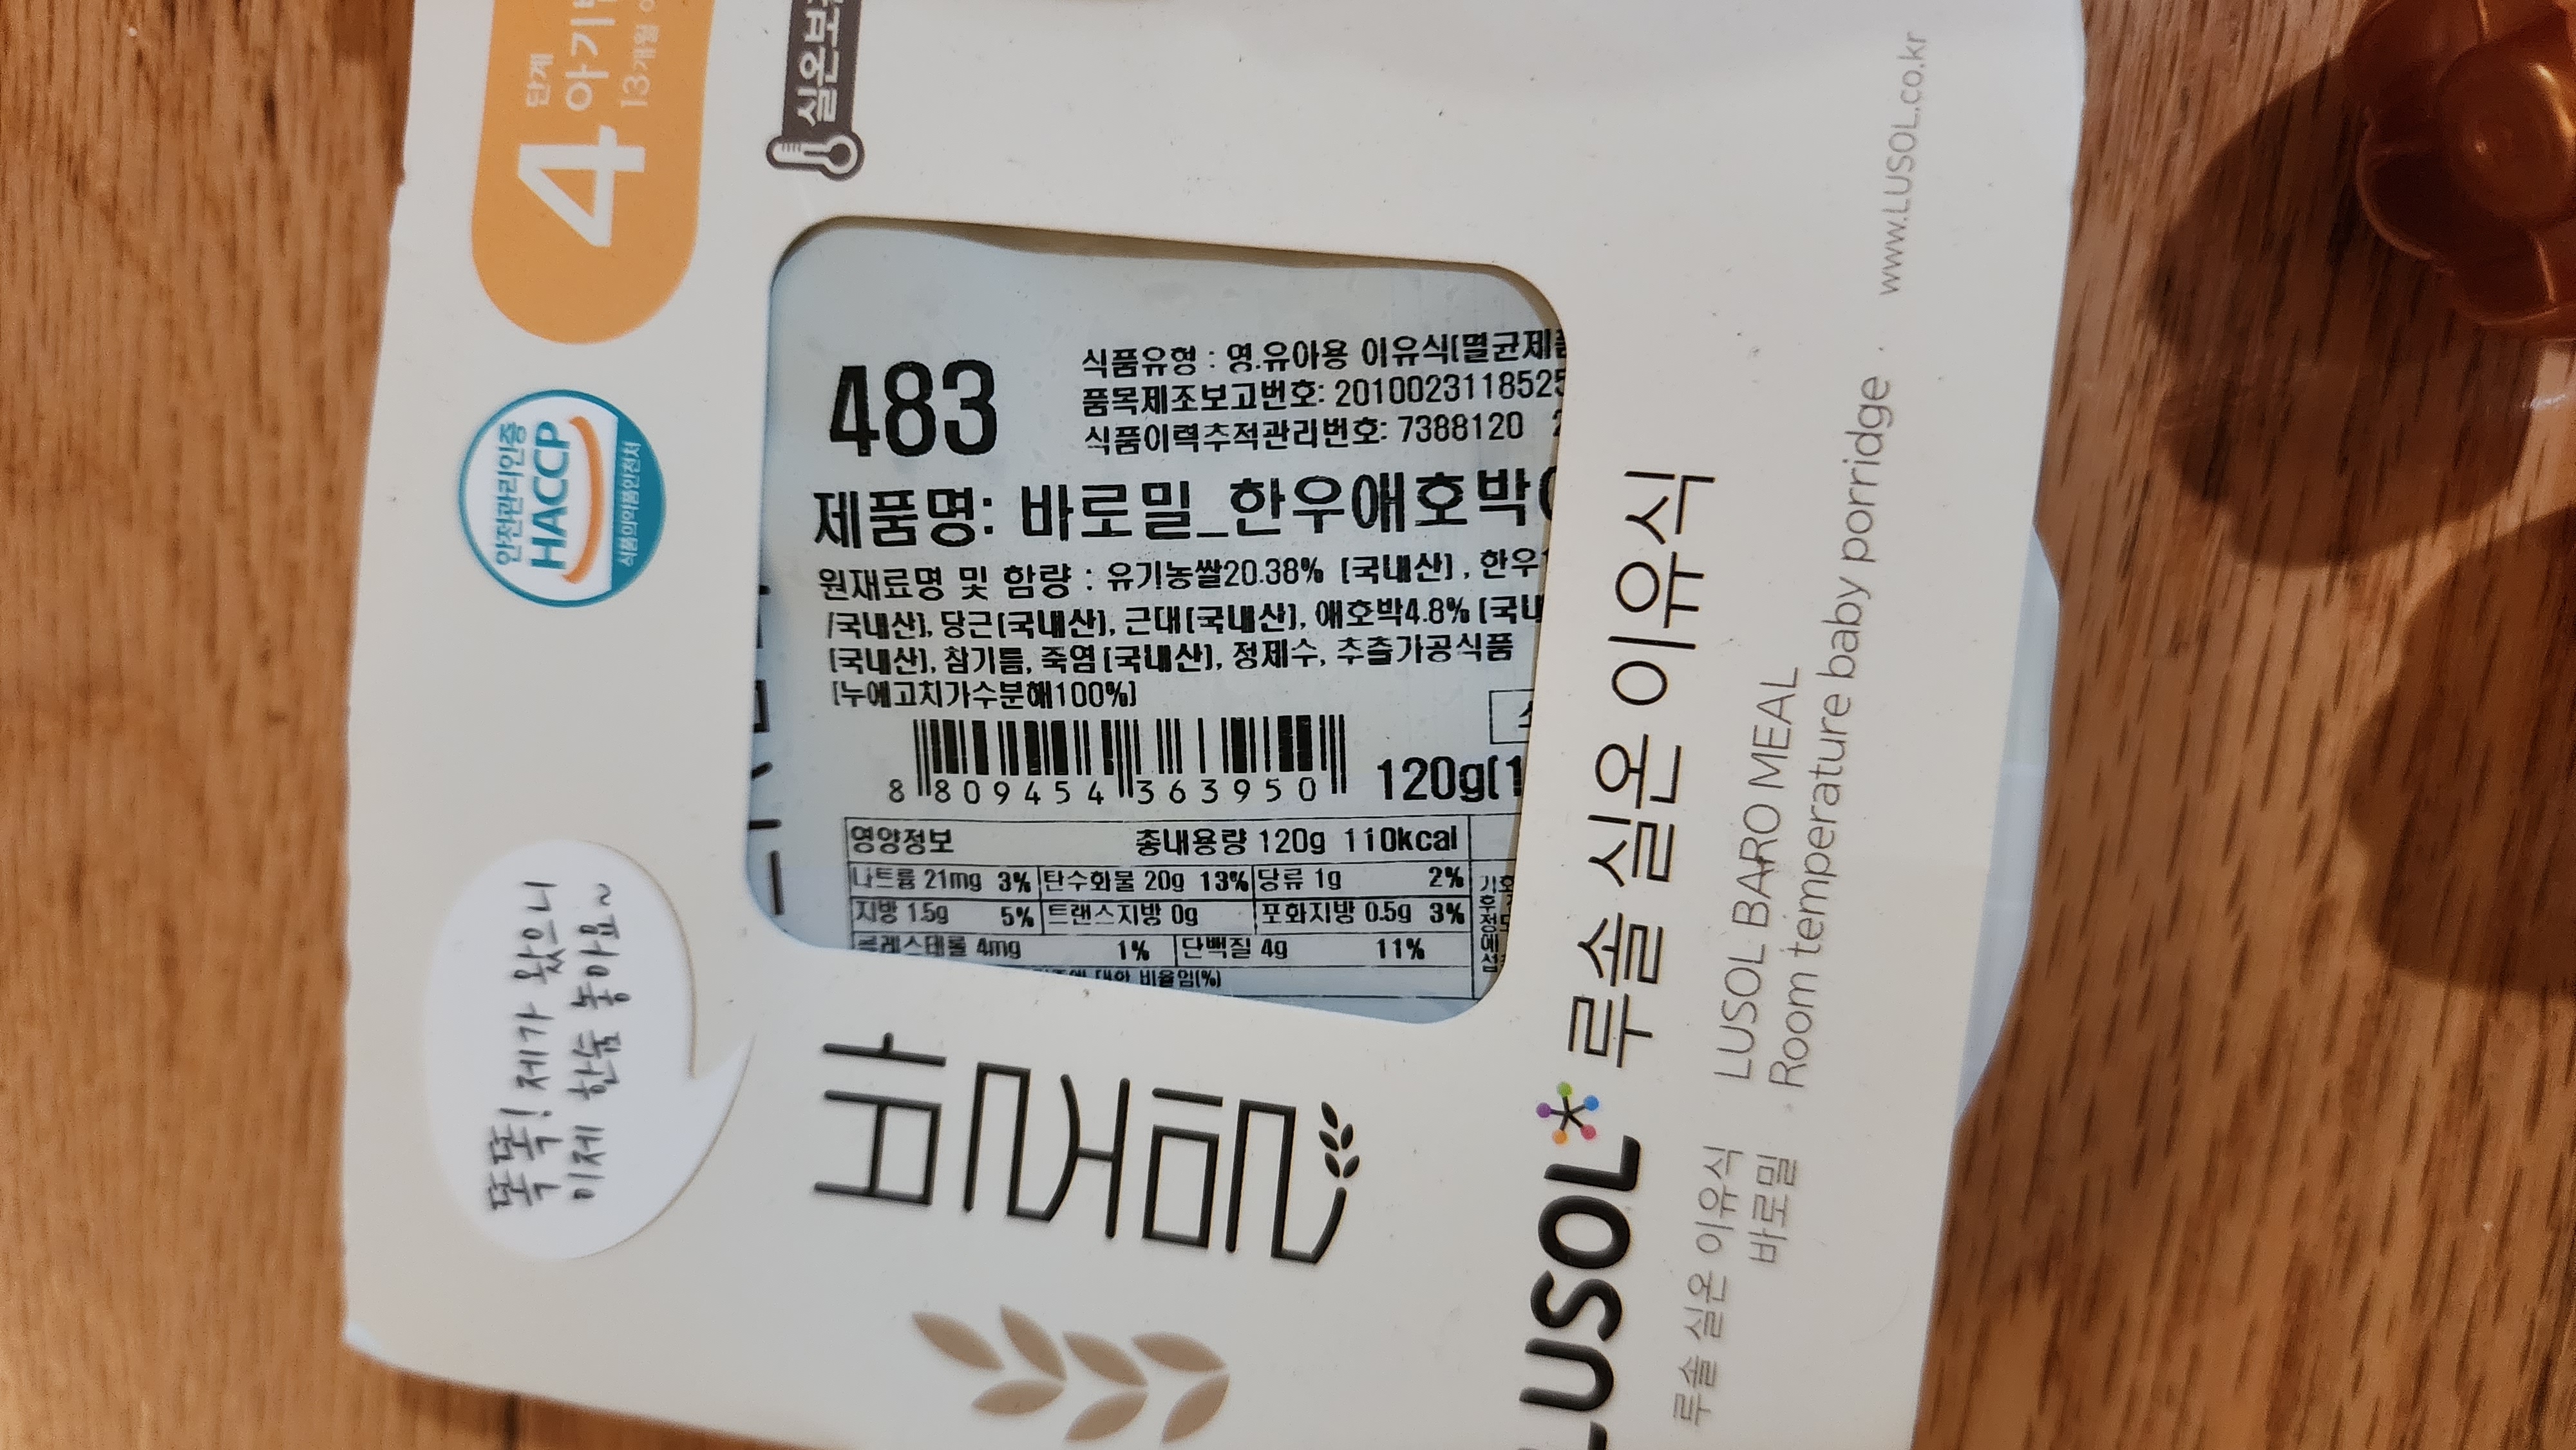 4
단계
13개월
실온보
안전관리인증
HACCP
식품의약품안전처
똑똑! 제가 왔으니
이제 한술 놓아요~
483
식품유형 : 영.유아용 이유식[멸균제
품목제조보고번호: 2010023118525
식품이력추적관리번호: 7388120
제품명: 바로밀_한우애호박
원재료명 및 함량 : 유기농쌀20.38% [국내산], 한우
/국내산], 당근[국내산], 근대[국내산], 애호박4.8% [국내
[국내산], 참기름, 죽염 [국내산], 정제수, 추출가공식품
[누에고치가수분해100%]
8 809454 363950
120g[1
영양정보 총내용량 120g 110kcal
나트륨 21mg 3% 탄수화물 20g 13% 당류 1g 2%
지방 1.5g 5% 트랜스지방 0g 포화지방 0.5g 3%
콜레스테롤 4mg 1% 단백질 4g 11%
대한 비율임(%)
바로밀
LUSOL 루솔 실온 이유식
루솔 실온 이유식 LUSOL BARO MEAL
바로밀 Room temperature baby porridge · www.LUSOL.co.kr